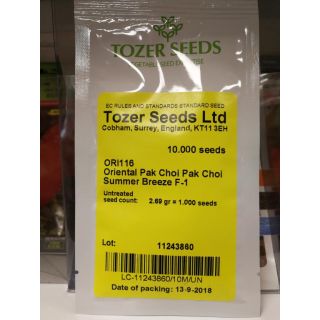 TOZER SEEDS
VEGETABLE SEED EXPERTISE
EC RULES AND STANDARDS STANDARD SEED
Tozer Seeds Ltd
Cobham, Surrey, England, KT11 3EH
10.000 seeds
ORI116
Oriental Pak Choi Pak Choi
Summer Breeze F-1
Untreated
seed count: 2.69 gr = 1.000 seeds
Lot: 11243860
LC-11243860/10M/UN
Date of packing: 13-9-2018